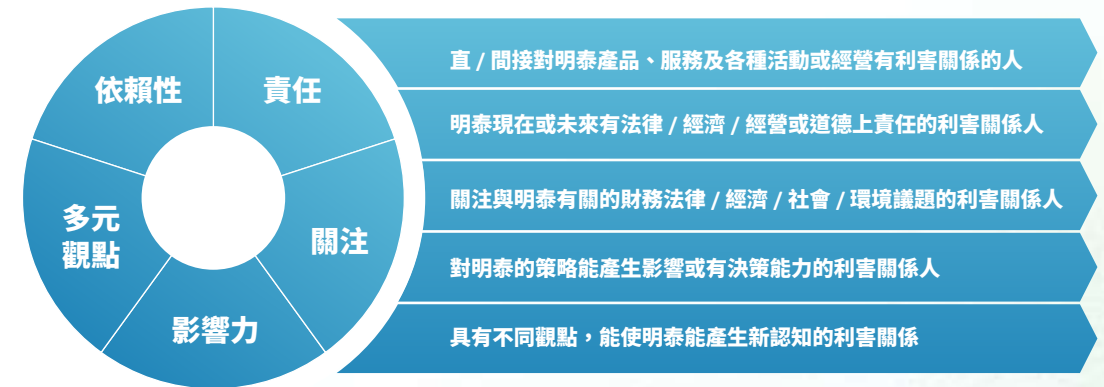 依賴性
責任
多元
觀點
關注
影響力
直 / 間接對明泰產品、服務及各種活動或經營有利害關係的人
明泰現在或未來有法律 / 經濟 / 經營或道德上責任的利害關係人
關注與明泰有關的財務法律 / 經濟 / 社會 / 環境議題的利害關係人
對明泰的策略能產生影響或有決策能力的利害關係人
具有不同觀點，能使明泰能產生新認知的利害關係